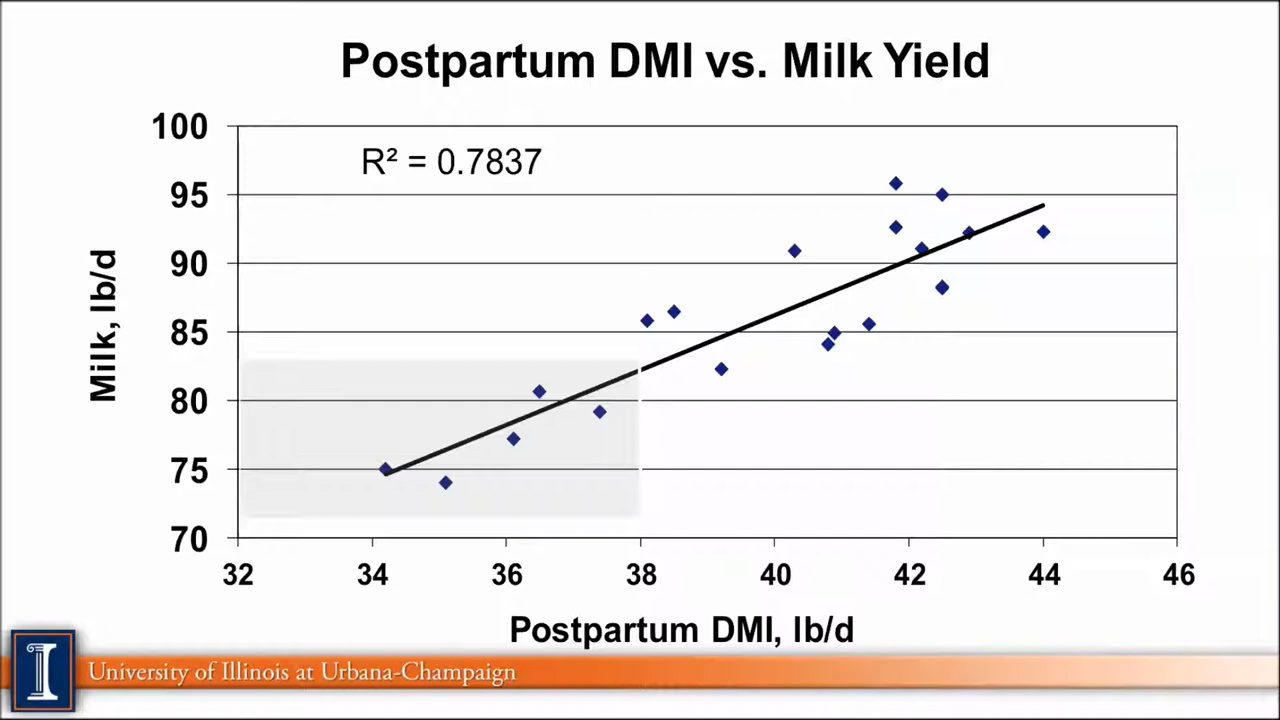 Postpartum DMI vs. Milk Yield
R² = 0.7837
Milk, lb/d
100
95
90
85
80
75
70
32 34 36 38 40 42 44 46
Postpartum DMI, lb/d
I
University of Illinois at Urbana-Champaign